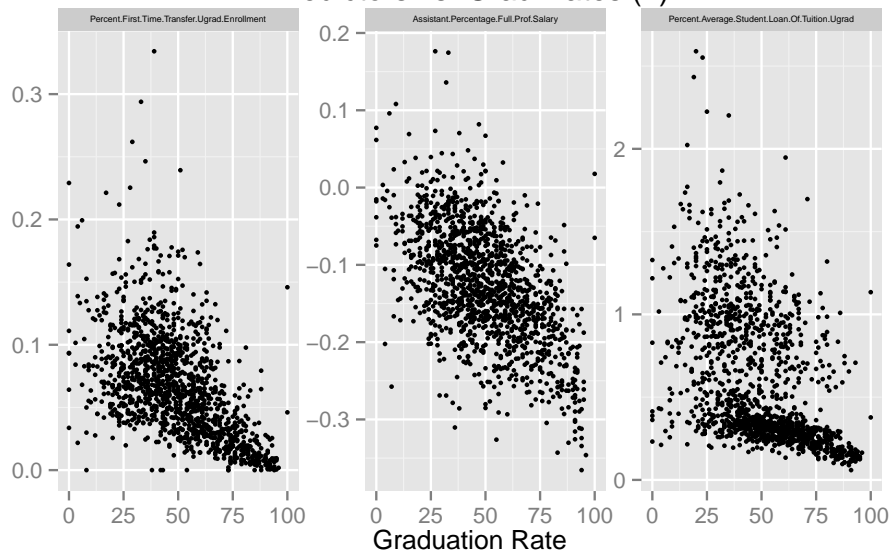 Percent.First.Time.Transfer.Ugrad.Enrollment
Assistant.Percentage.Full.Prof.Salary
Percent.Average.Student.Loan.Of.Tuition.Ugrad
0.3
0.2
0.1
0.0
0 25 50 75 100
0.2
0.1
0.0
−0.1
−0.2
−0.3
0 25 50 75 100
2
1
0
0 25 50 75 100
Graduation Rate